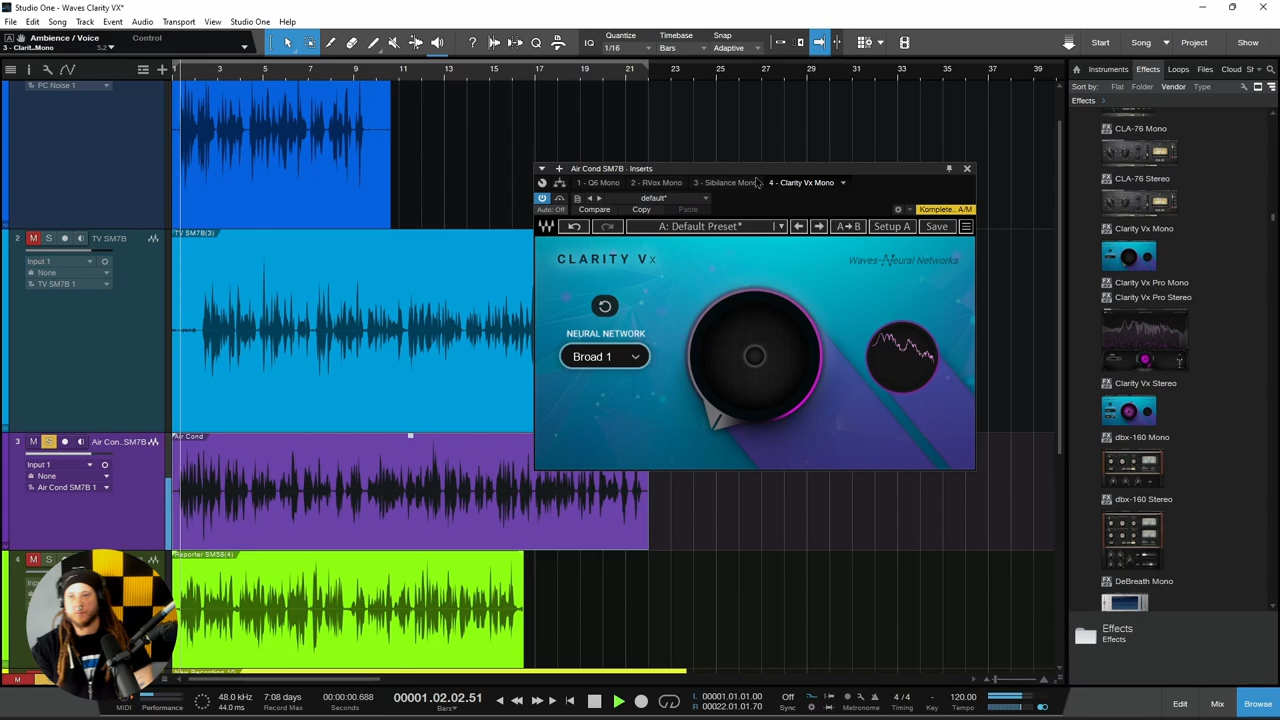 Studio One - Waves Clarity VX*
File Edit Song Track Event Audio Transport View Studio One Help
Ambience / Voice Control
3 - Clarit...Mono 5.2
Quantize Timebase Snap
IQ 1/16 Bars Adaptive
Start Song Project Show
3 5 7 9 11 13 15 17 19 21 23 25 27 29 31 33 35 37 39
Instruments Effects Loops Files Cloud
Sort by: Flat Folder Vendor Type
Effects
PC Noise 1
CLA-76 Mono
CLA-76 Stereo
Clarity Vx Mono
Clarity Vx Pro Mono
Clarity Vx Pro Stereo
Clarity Vx Stereo
dbx-160 Mono
dbx-160 Stereo
DeBreath Mono
Effects
Effects
Air Cond SM7B - Inserts
1 - Q6 Mono 2 - RVox Mono 3 - Sibilance Mono 4 - Clarity Vx Mono
default*
Auto: Off Compare Copy Paste Komplete.. A/M
A: Default Preset* A→B Setup A Save
CLARITY Vx Waves Neural Networks
NEURAL NETWORK
Broad 1
2 M S TV SM7B
Input 1
None
TV SM7B 1
TV SM7B(3)
3 M S Air Con..SM7B
Input 1
None
Air Cond SM7B 1
Air Cond
4 M S
Reporter SM58(4)
New Recording 10
M
MIDI Performance
48.0 kHz
44.0 ms
7:08 days
Record Max
00:00:00.688
Seconds
00001.02.02.51
Bars
L 00001.01.01.00
R 00022.01.01.70
Off
Sync
Metronome
4 / 4
Timing
-
Key
120.00
Tempo
Edit Mix Browse